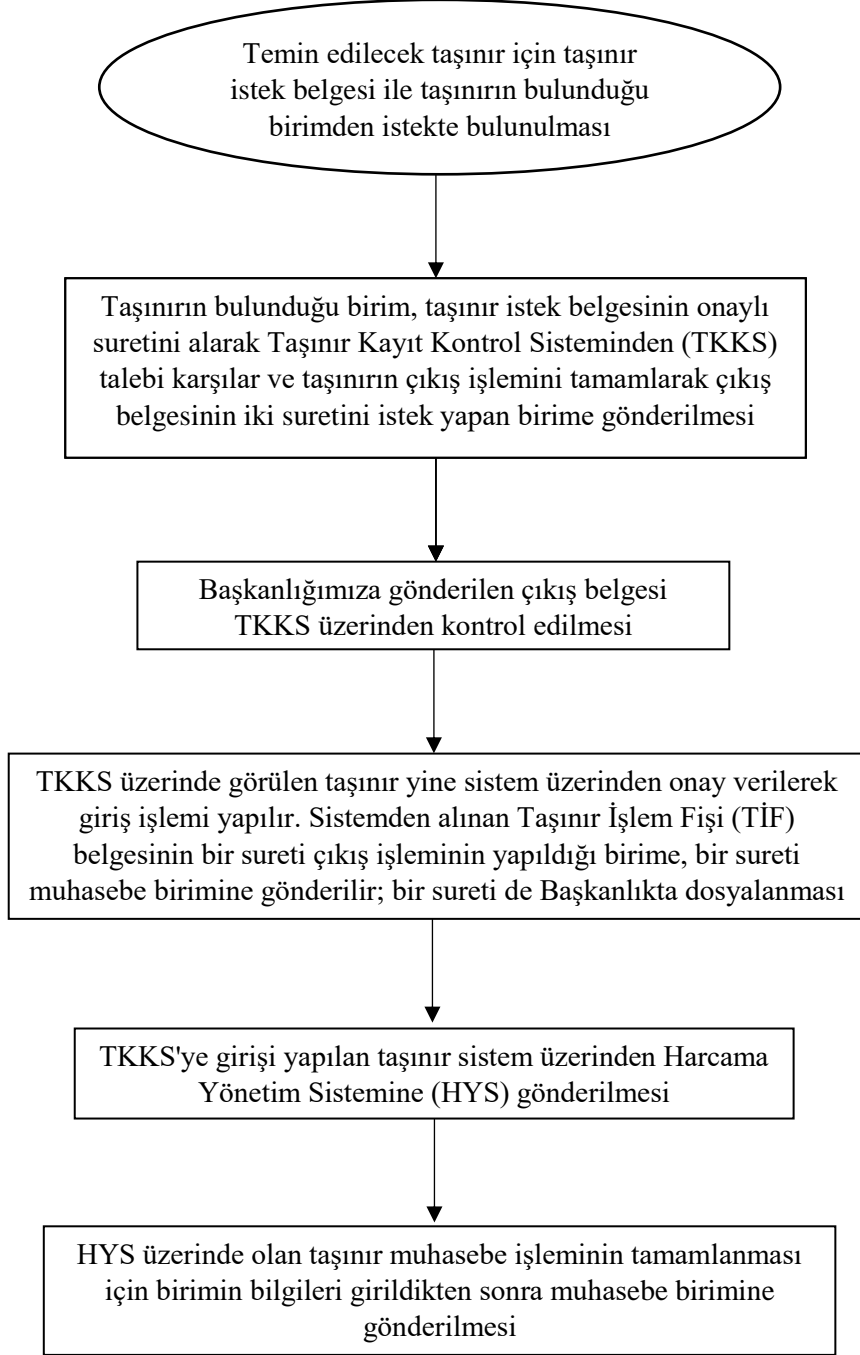 Temin edilecek taşınır için taşınır
istek belgesi ile taşınırın bulunduğu
birimden istekte bulunulması
Taşınırın bulunduğu birim, taşınır istek belgesinin onaylı
suretini alarak Taşınır Kayıt Kontrol Sisteminden (TKKS)
talebi karşılar ve taşınırın çıkış işlemini tamamlarak çıkış
belgesinin iki suretini istek yapan birime gönderilmesi
Başkanlığımıza gönderilen çıkış belgesi
TKKS üzerinden kontrol edilmesi
TKKS üzerinde görülen taşınır yine sistem üzerinden onay verilerek
giriş işlemi yapılır. Sistemden alınan Taşınır İşlem Fişi (TİF)
belgesinin bir sureti çıkış işleminin yapıldığı birime, bir sureti
muhasebe birimine gönderilir; bir sureti de Başkanlıkta dosyalanması
TKKS'ye girişi yapılan taşınır sistem üzerinden Harcama
Yönetim Sistemine (HYS) gönderilmesi
HYS üzerinde olan taşınır muhasebe işleminin tamamlanması
için birimin bilgileri girildikten sonra muhasebe birimine
gönderilmesi